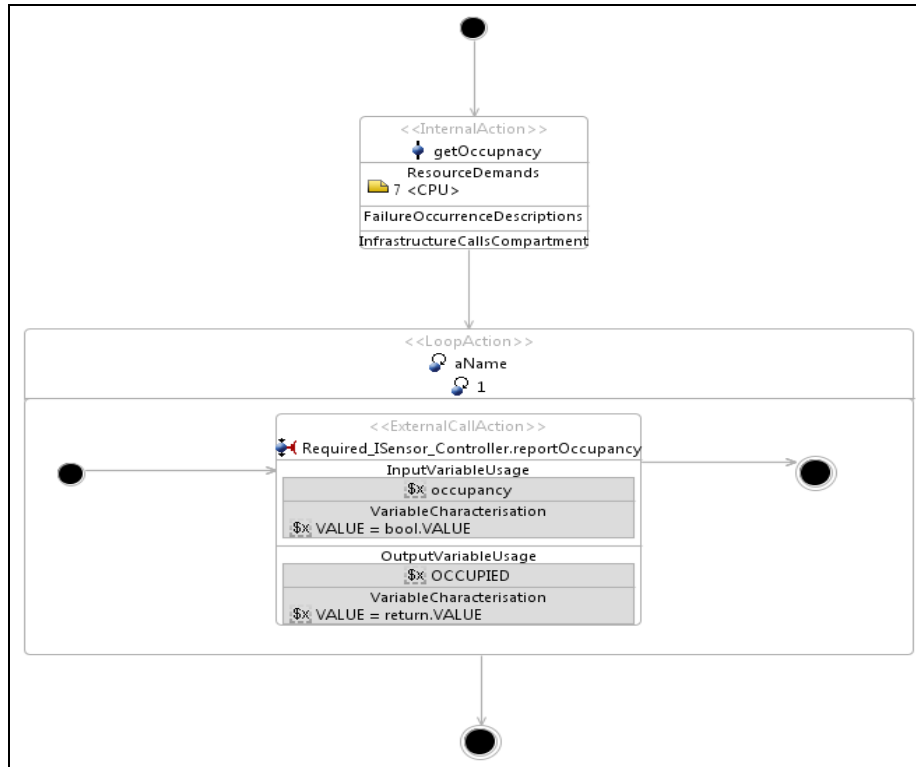 <<InternalAction>>
getOccupnacy
ResourceDemands
7 <CPU>
FailureOccurrenceDescriptions
InfrastructureCallsCompartment
<<LoopAction>>
aName
1
<<ExternalCallAction>>
Required_ISensor_Controller.reportOccupancy
InputVariableUsage
$x occupancy
VariableCharacterisation
$x VALUE = bool.VALUE
OutputVariableUsage
$x OCCUPIED
VariableCharacterisation
$x VALUE = return.VALUE